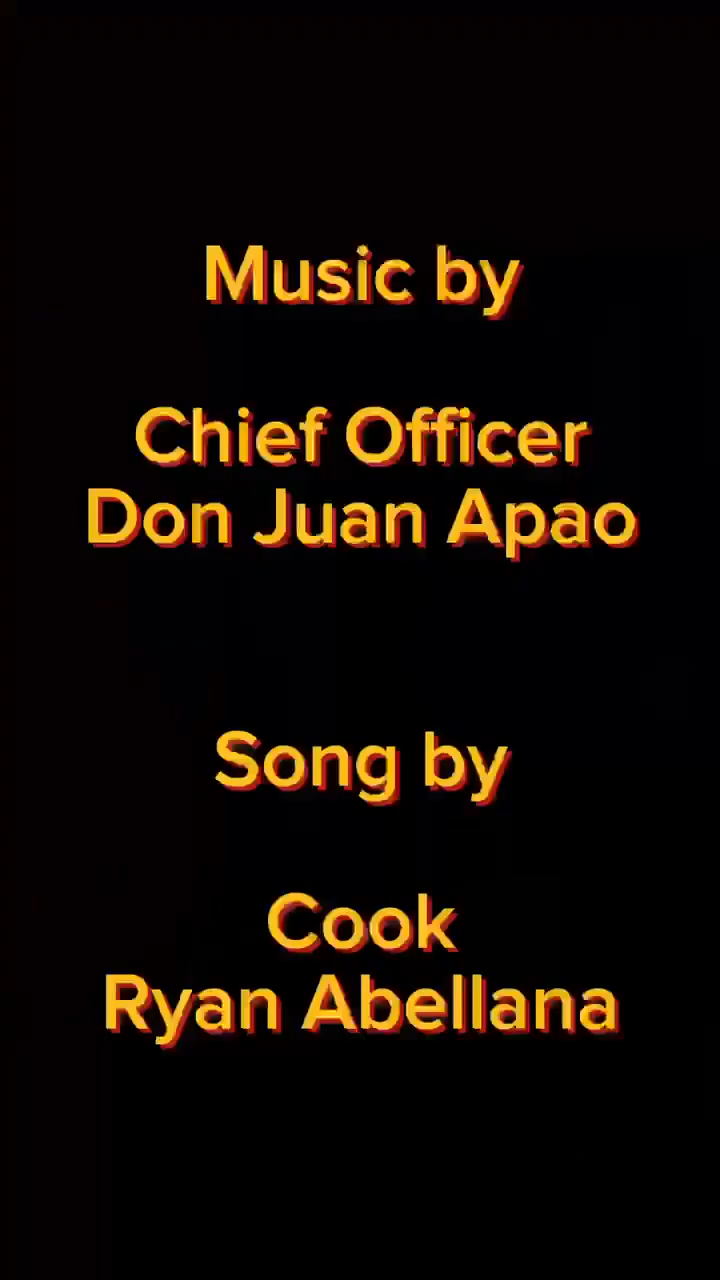 Music by
Chief Officer
Don Juan Apao
Song by
Cook
Ryan Abellana